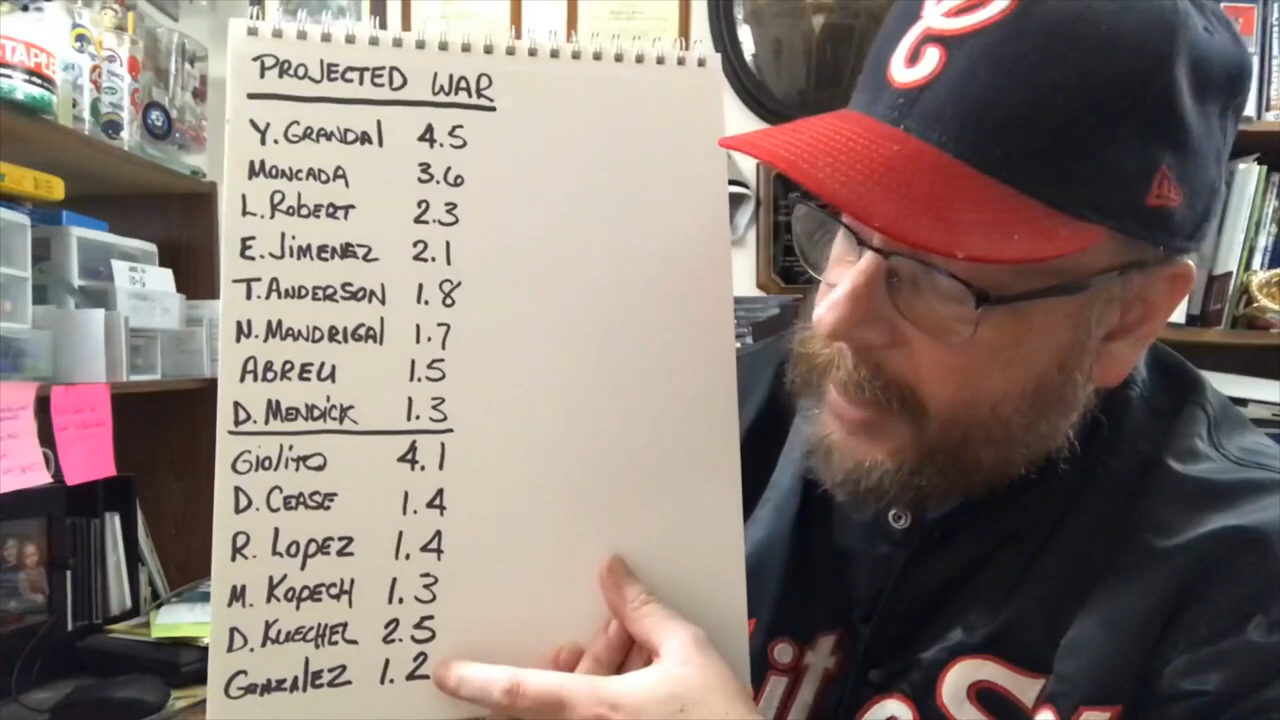 PROJECTED WAR
Y. GRANDAl 4.5
MONCADA 3.6
L. ROBERT 2.3
E. JIMENEZ 2.1
T. ANDERSON 1.8
N. MANDRIGAl 1.7
ABREU 1.5
D. MENDICK 1.3
GIOLITO 4.1
D. CEASE 1.4
R. LOPEZ 1.4
M. KOPECH 1.3
D. KUECHEL 2.5
GONZALEZ 1.2
STAPLE